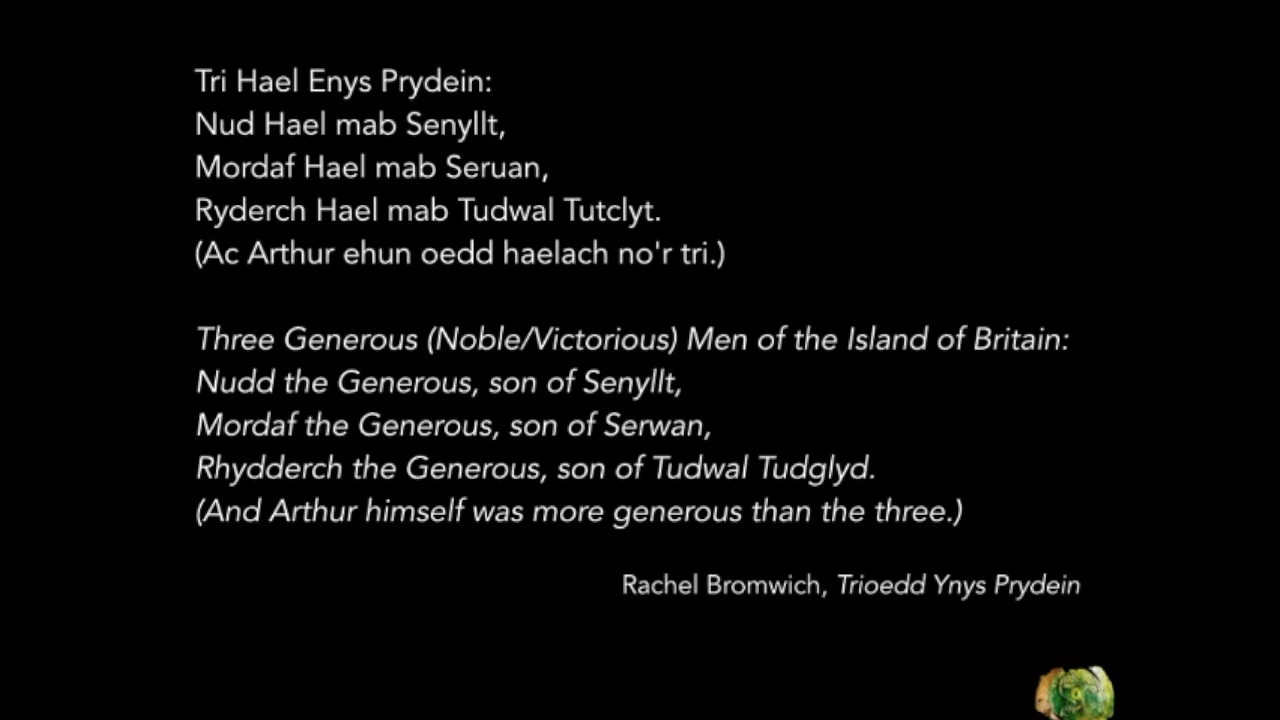 Tri Hael Enys Prydein:
Nud Hael mab Senyllt,
Mordaf Hael mab Seruan,
Ryderch Hael mab Tudwal Tutclyt.
(Ac Arthur ehun oedd haelach no'r tri.)
Three Generous (Noble/Victorious) Men of the Island of Britain:
Nudd the Generous, son of Senyllt,
Mordaf the Generous, son of Serwan,
Rhydderch the Generous, son of Tudwal Tudglyd.
(And Arthur himself was more generous than the three.)
Rachel Bromwich, Trioedd Ynys Prydein